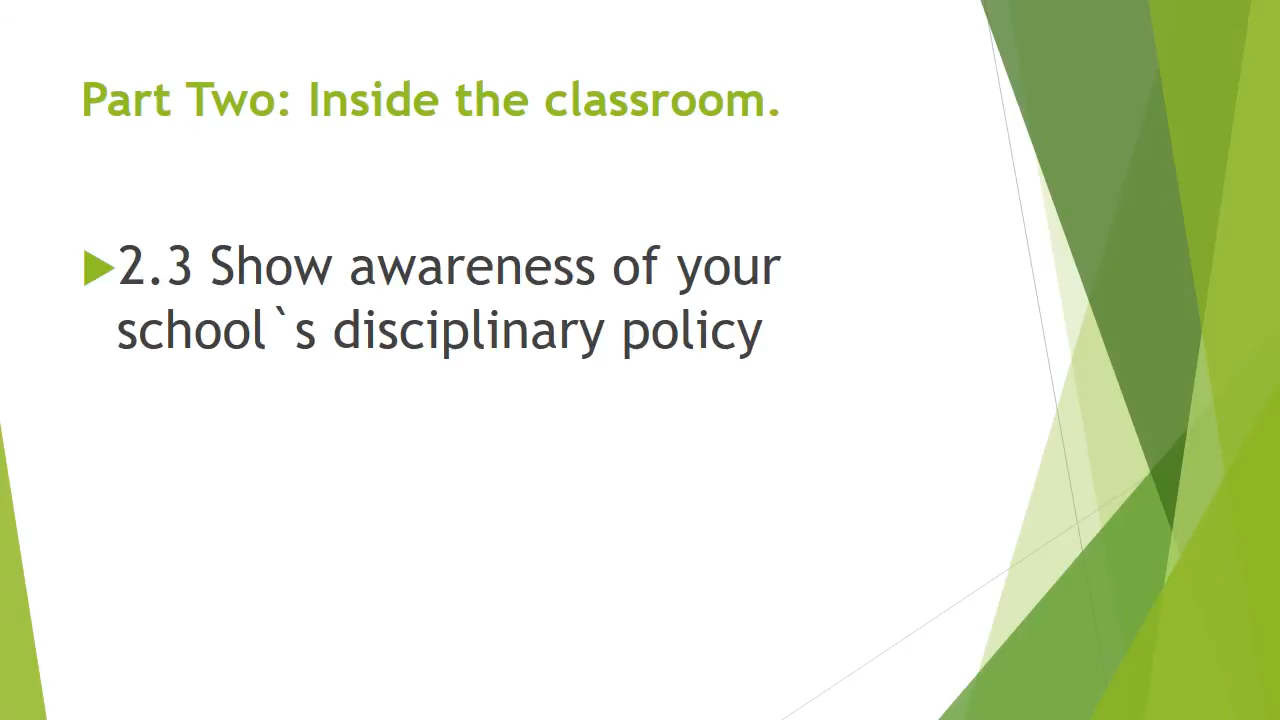 Part Two: Inside the classroom.
2.3 Show awareness of your
school`s disciplinary policy